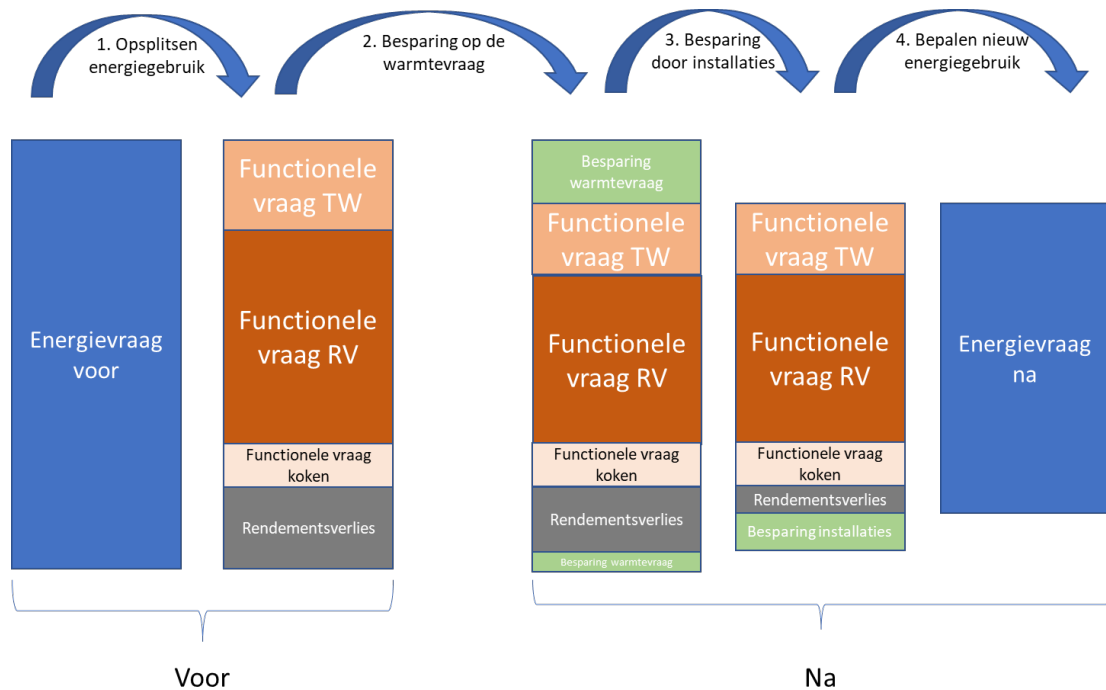 1. Opsplitsen
energiegebruik
2. Besparing op de
warmtevraag
3. Besparing
door installaties
4. Bepalen nieuw
energiegebruik
Energievraag
voor
Functionele
vraag TW
Functionele
vraag RV
Functionele vraag
koken
Rendementsverlies
Besparing
warmtevraag
Functionele
vraag TW
Functionele
vraag RV
Functionele vraag
koken
Rendementsverlies
Besparing warmtevraag
Functionele
vraag TW
Functionele
vraag RV
Functionele vraag
koken
Rendementsverlies
Besparing installaties
Energievraag
na
Voor
Na